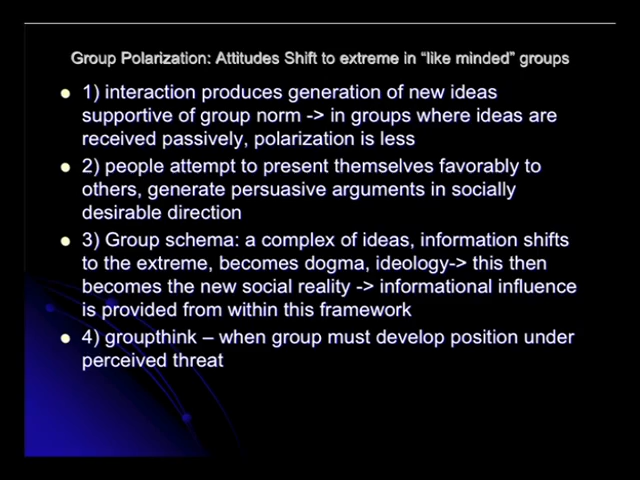 Group Polarization: Attitudes Shift to extreme in “like minded” groups
1) interaction produces generation of new ideas
supportive of group norm -> in groups where ideas are
received passively, polarization is less
2) people attempt to present themselves favorably to
others, generate persuasive arguments in socially
desirable direction
3) Group schema: a complex of ideas, information shifts
to the extreme, becomes dogma, ideology-> this then
becomes the new social reality -> informational influence
is provided from within this framework
4) groupthink – when group must develop position under
perceived threat